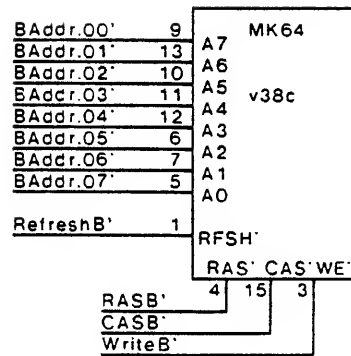 BAddr.00' 9 MK64
A7
BAddr.01' 13
A6
BAddr.02' 10
A5 v38c
BAddr.03' 11
A4
BAddr.04' 12
A3
BAddr.05' 6
A2
BAddr.06' 7
A1
BAddr.07' 5
A0
RefreshB' 1
RFSH'
RAS' CAS' WE'
RASB' 4 15 3
CASB'
WriteB'